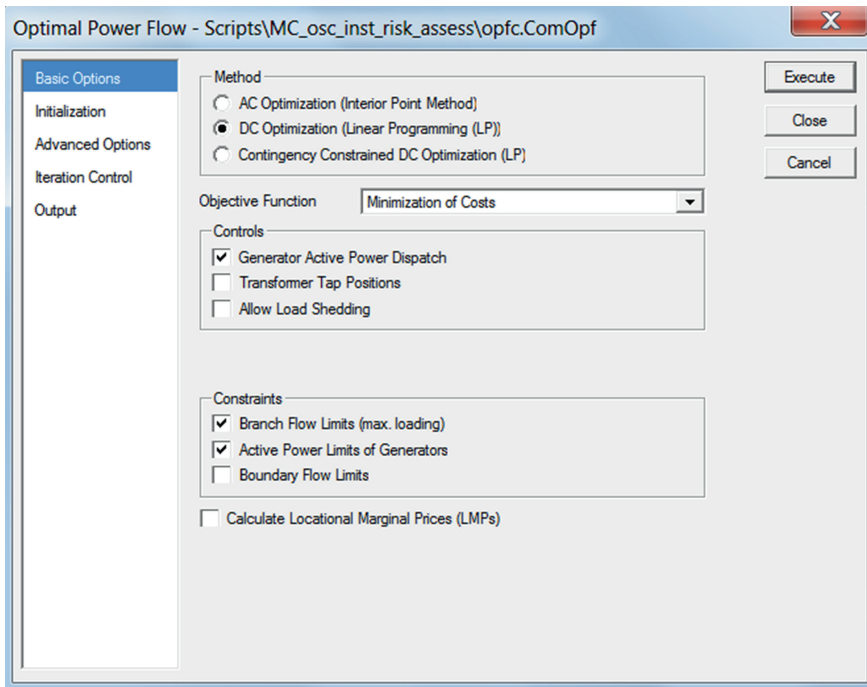 Optimal Power Flow - Scripts\MC_osc_inst_risk_assess\opfc.ComOpf
Basic Options
Initialization
Advanced Options
Iteration Control
Output
Method
AC Optimization (Interior Point Method)
DC Optimization (Linear Programming (LP))
Contingency Constrained DC Optimization (LP)
Objective Function Minimization of Costs
Controls
Generator Active Power Dispatch
Transformer Tap Positions
Allow Load Shedding
Constraints
Branch Flow Limits (max. loading)
Active Power Limits of Generators
Boundary Flow Limits
Calculate Locational Marginal Prices (LMPs)
Execute
Close
Cancel